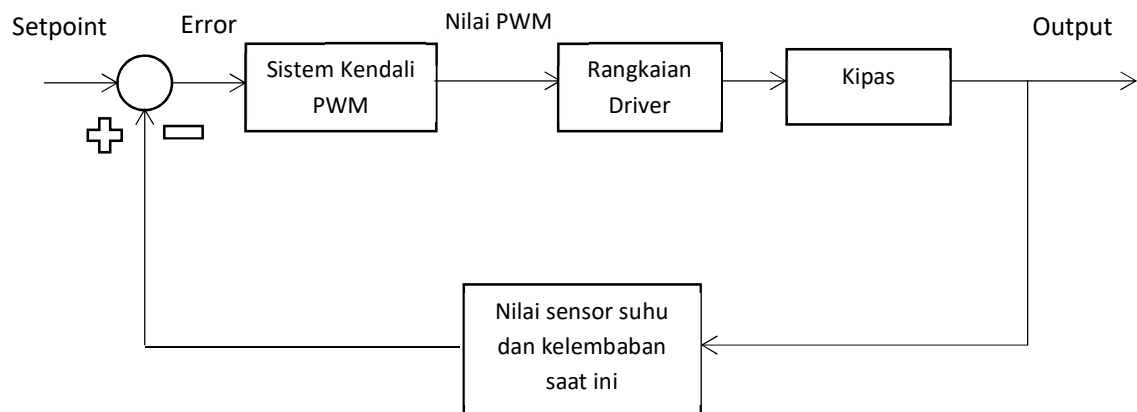 Setpoint
Error
Nilai PWM
Output
Sistem Kendali
PWM
Rangkaian
Driver
Kipas
Nilai sensor suhu
dan kelembaban
saat ini